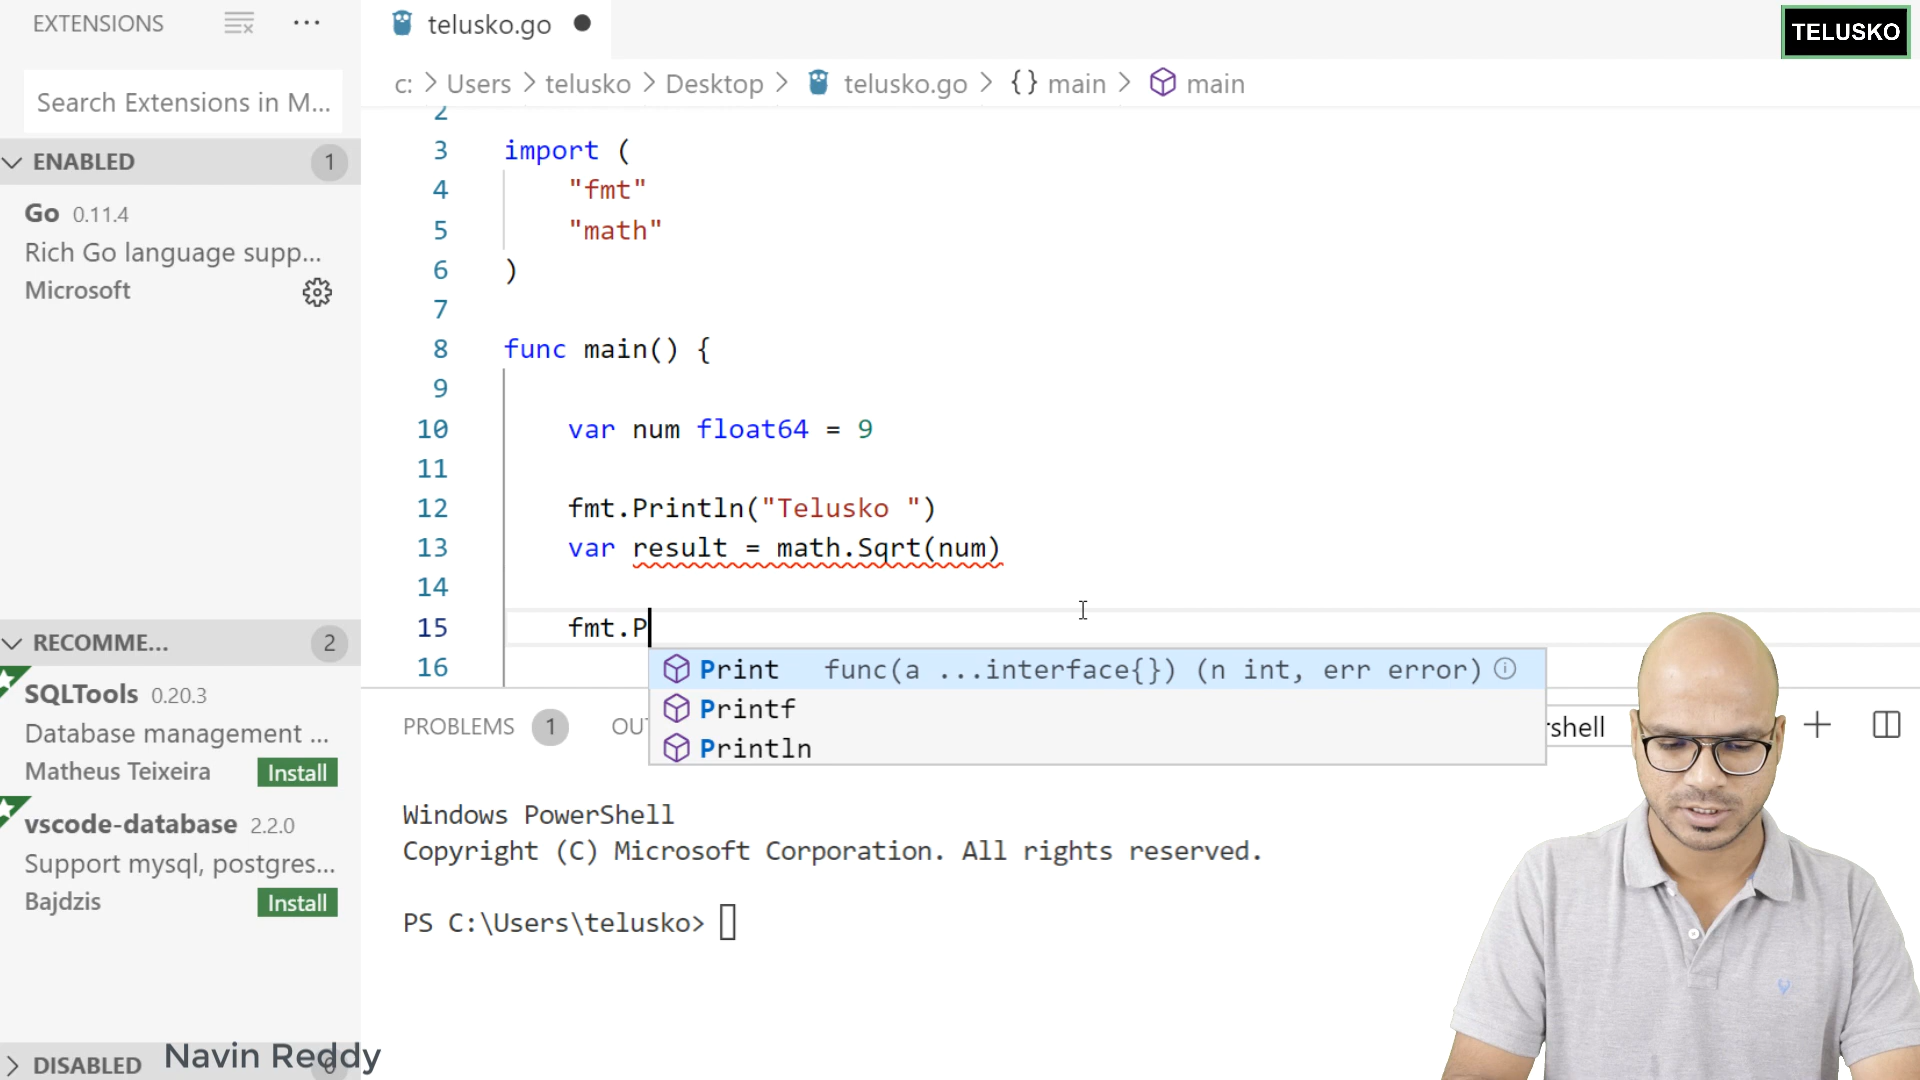 EXTENSIONS
telusko.go
TELUSKO
Search Extensions in M...
c: > Users > telusko > Desktop > telusko.go > {} main > main
ENABLED 1
Go 0.11.4
Rich Go language supp...
Microsoft
RECOMME... 2
SQLTools 0.20.3
Database management ...
Matheus Teixeira Install
vscode-database 2.2.0
Support mysql, postgres...
Bajdzis Install
DISABLED
Navin Reddy
2
3 import (
4 "fmt"
5 "math"
6 )
7
8 func main() {
9
10 var num float64 = 9
11
12 fmt.Println("Telusko ")
13 var result = math.Sqrt(num)
14
15 fmt.P
16
Print func(a ...interface{}) (n int, err error)
Printf
Println
PROBLEMS 1
Windows PowerShell
Copyright (C) Microsoft Corporation. All rights reserved.
PS C:\Users\telusko>